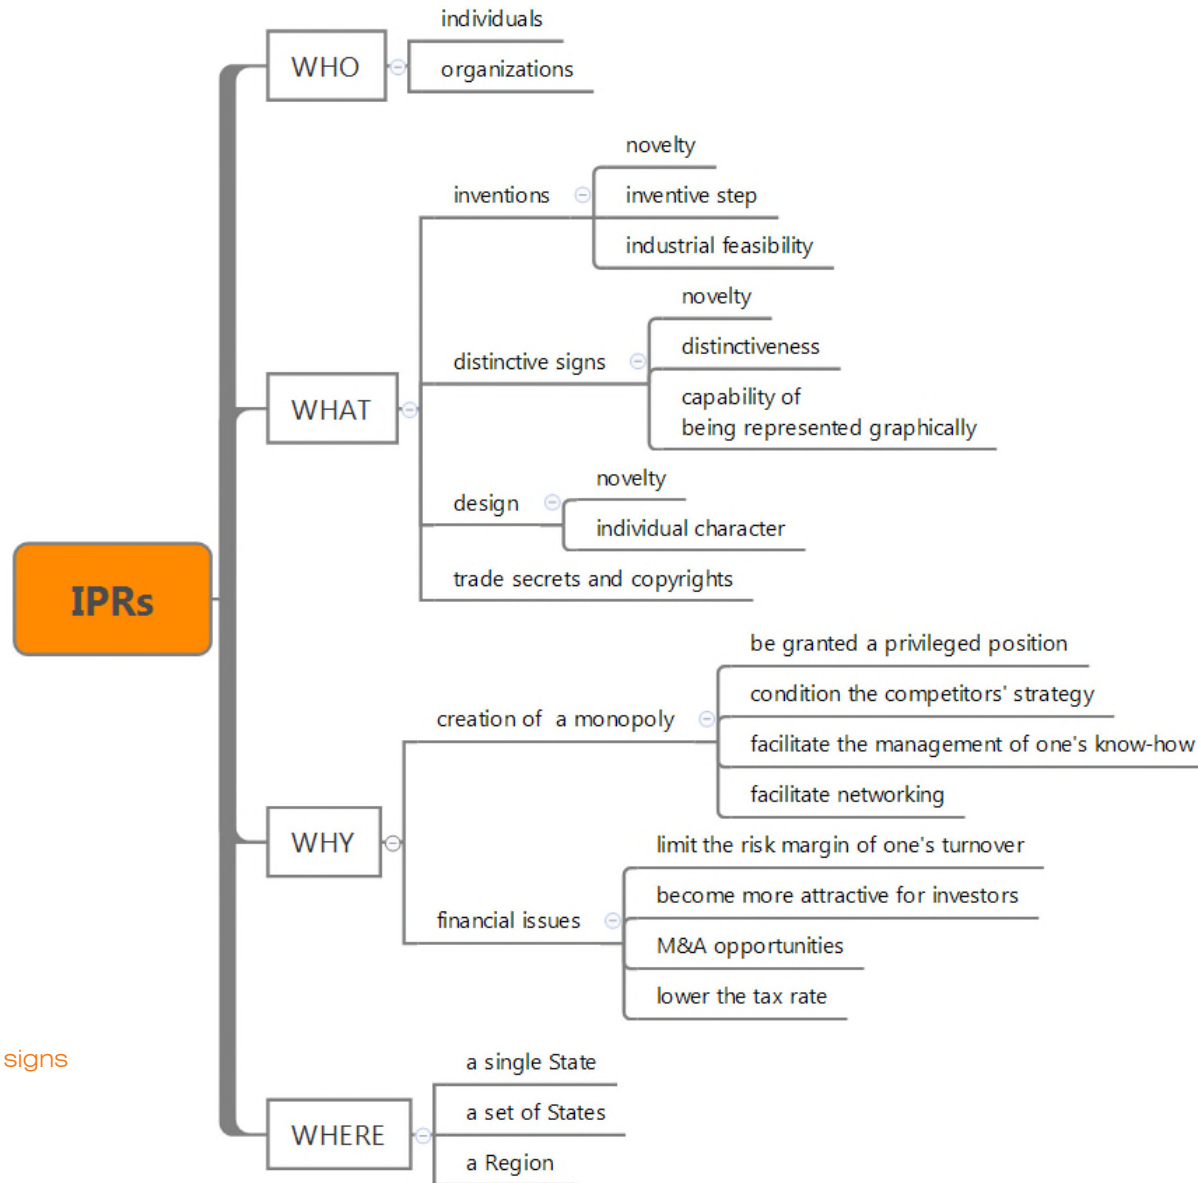 individuals
WHO
organizations
novelty
inventions
inventive step
industrial feasibility
novelty
distinctiveness
distinctive signs
capability of
being represented graphically
WHAT
novelty
design
individual character
trade secrets and copyrights
IPRs
be granted a privileged position
condition the competitors' strategy
creation of a monopoly
facilitate the management of one's know-how
facilitate networking
WHY
limit the risk margin of one's turnover
become more attractive for investors
financial issues
M&A opportunities
lower the tax rate
signs
a single State
a set of States
WHERE
a Region